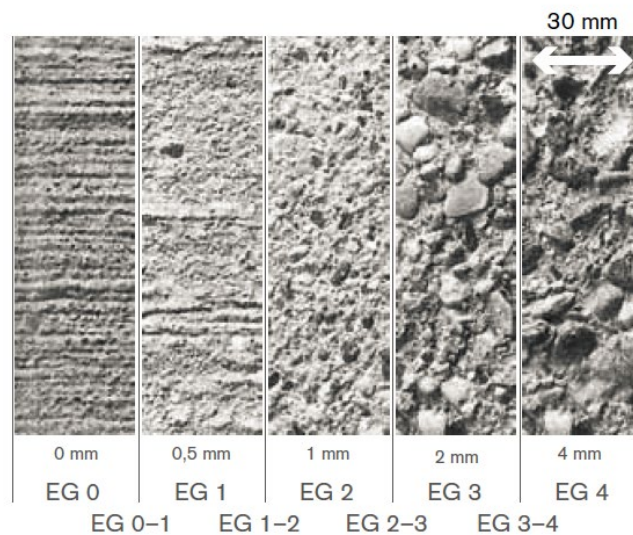 30 mm
0 mm 0,5 mm 1 mm 2 mm 4 mm
EG 0 EG 1 EG 2 EG 3 EG 4
EG 0–1 EG 1–2 EG 2–3 EG 3–4